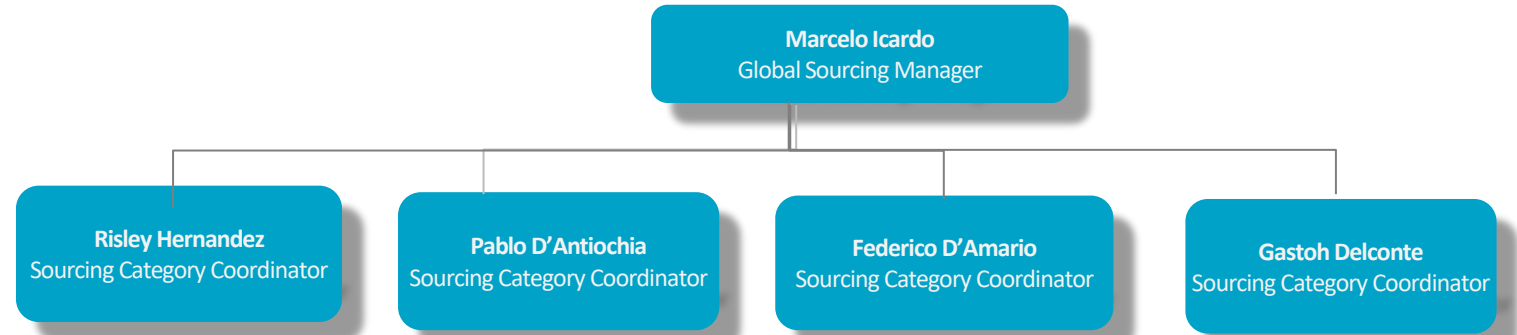 Marcelo Icardo
Global Sourcing Manager
Risley Hernandez
Sourcing Category Coordinator
Pablo D’Antiochia
Sourcing Category Coordinator
Federico D’Amario
Sourcing Category Coordinator
Gastoh Delconte
Sourcing Category Coordinator